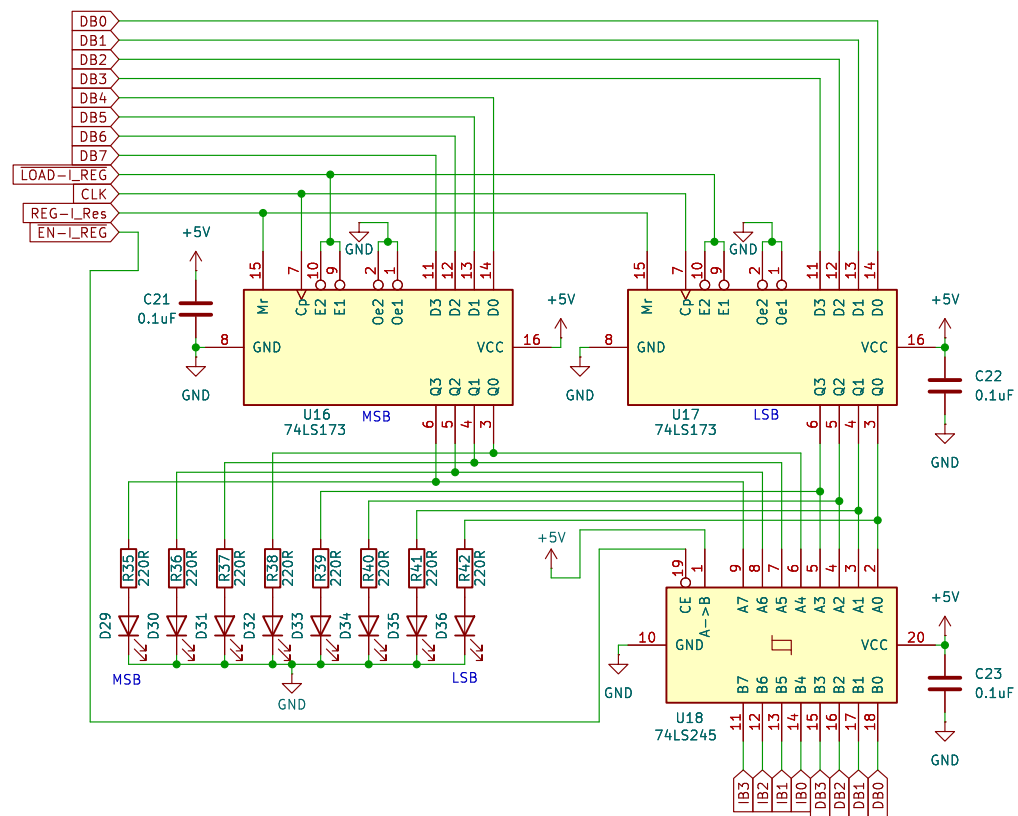 DB0
DB1
DB2
DB3
DB4
DB5
DB6
DB7
LOAD-I_REG
CLK
REG-I_Res
EN-I_REG
+5V
C21
0.1uF
GND
15 7 10 9 2 1 11 12 13 14
Mr Cp E2 E1 Oe2 Oe1 D3 D2 D1 D0
GND
8 GND VCC 16
Q3 Q2 Q1 Q0
6 5 4 3
U16
74LS173
MSB
+5V
GND
15 7 10 9 2 1 11 12 13 14
Mr Cp E2 E1 Oe2 Oe1 D3 D2 D1 D0
GND
8 GND VCC 16
Q3 Q2 Q1 Q0
6 5 4 3
U17
74LS173
LSB
+5V
C22
0.1uF
GND
R35 220R R36 220R R37 220R R38 220R R39 220R R40 220R R41 220R R42 220R
D29 D30 D31 D32 D33 D34 D35 D36
MSB
LSB
GND
+5V
19 1 9 8 7 6 5 4 3 2
CE A->B A7 A6 A5 A4 A3 A2 A1 A0
10 GND VCC 20
GND
B7 B6 B5 B4 B3 B2 B1 B0
11 12 13 14 15 16 17 18
U18
74LS245
+5V
C23
0.1uF
GND
IB3 IB2 IB1 IB0 DB3 DB2 DB1 DB0